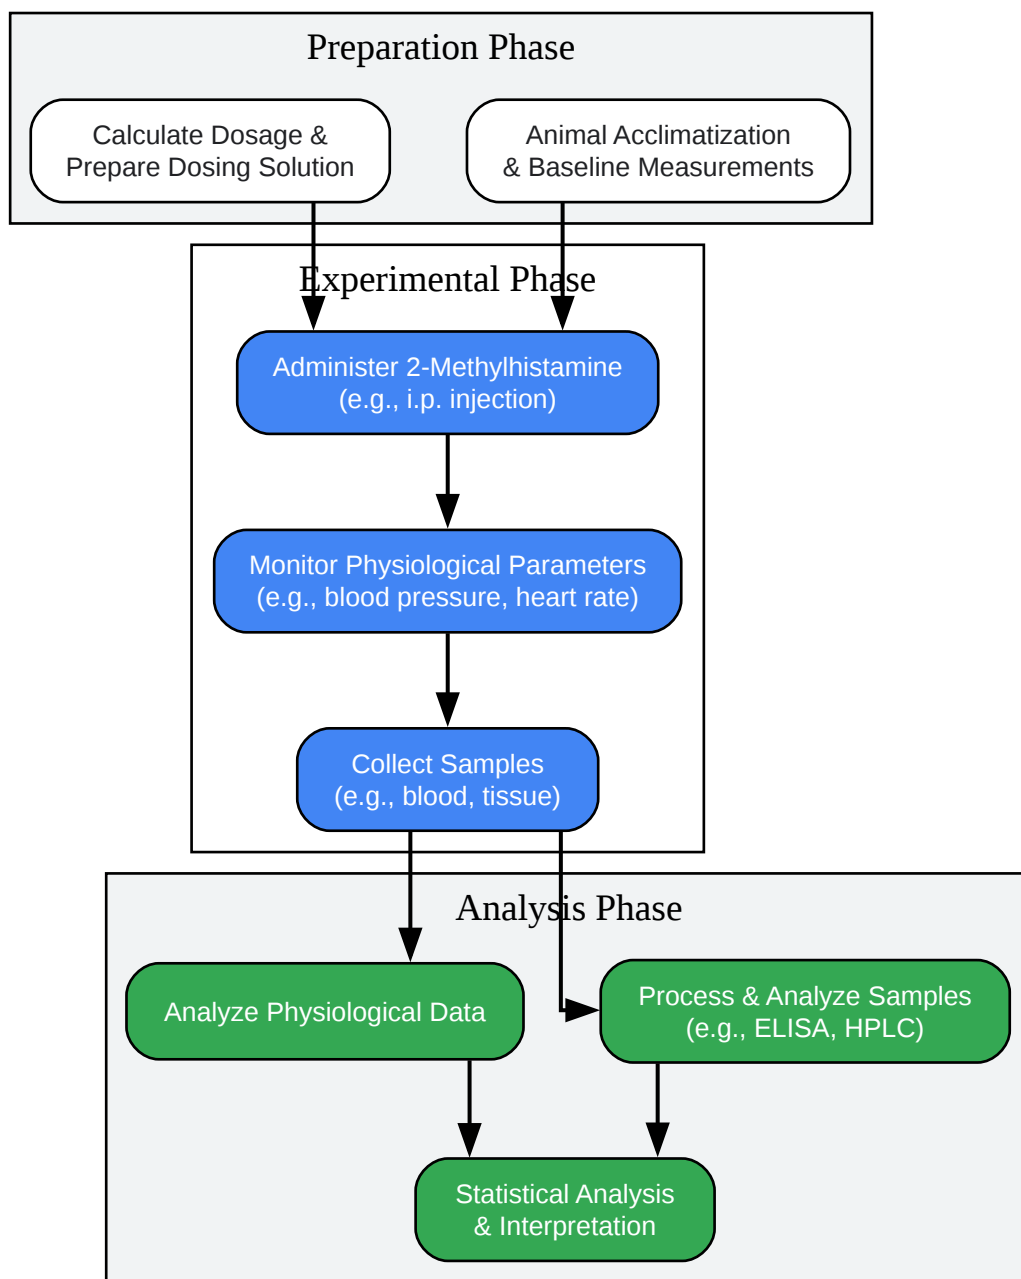 Preparation Phase
Calculate Dosage &
Prepare Dosing Solution
Animal Acclimatization
& Baseline Measurements
Experimental Phase
Administer 2-Methylhistamine
(e.g., i.p. injection)
Monitor Physiological Parameters
(e.g., blood pressure, heart rate)
Collect Samples
(e.g., blood, tissue)
Analysis Phase
Analyze Physiological Data
Process & Analyze Samples
(e.g., ELISA, HPLC)
Statistical Analysis
& Interpretation